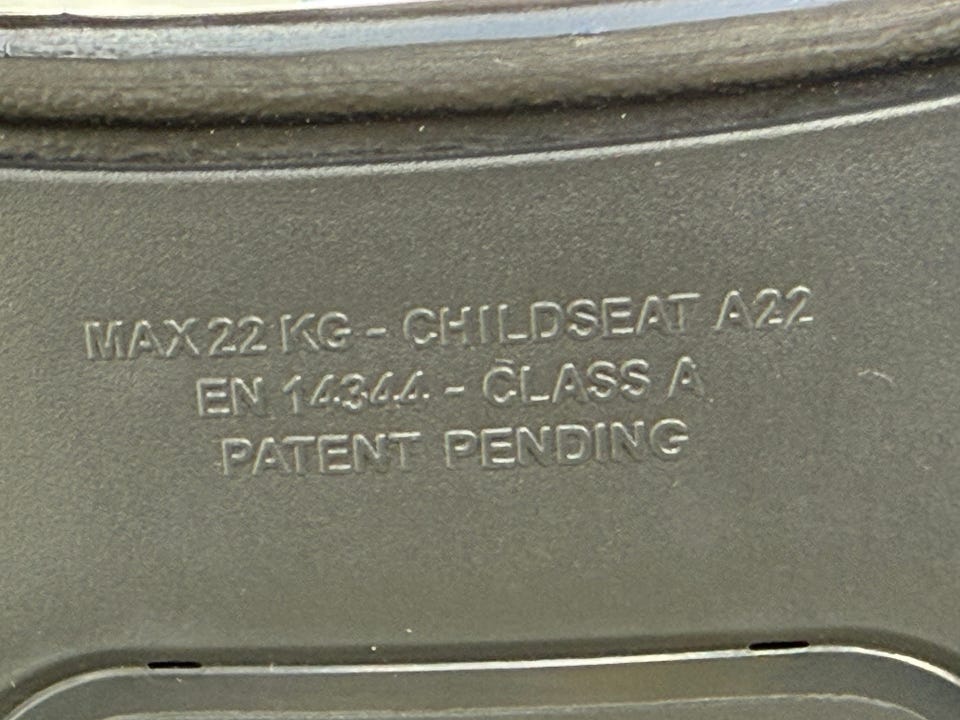 MAX 22 KG - CHILDSEAT A22
EN 14344 - CLASS A
PATENT PENDING